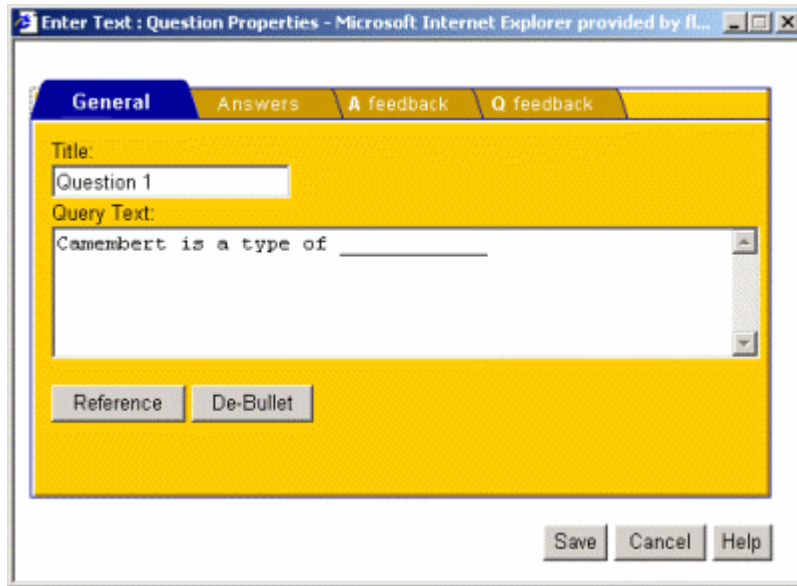 Enter Text : Question Properties - Microsoft Internet Explorer provided by fl...
General Answers A feedback Q feedback
Title:
Question 1
Query Text:
Camembert is a type of ___________
Reference De-Bullet
Save Cancel Help